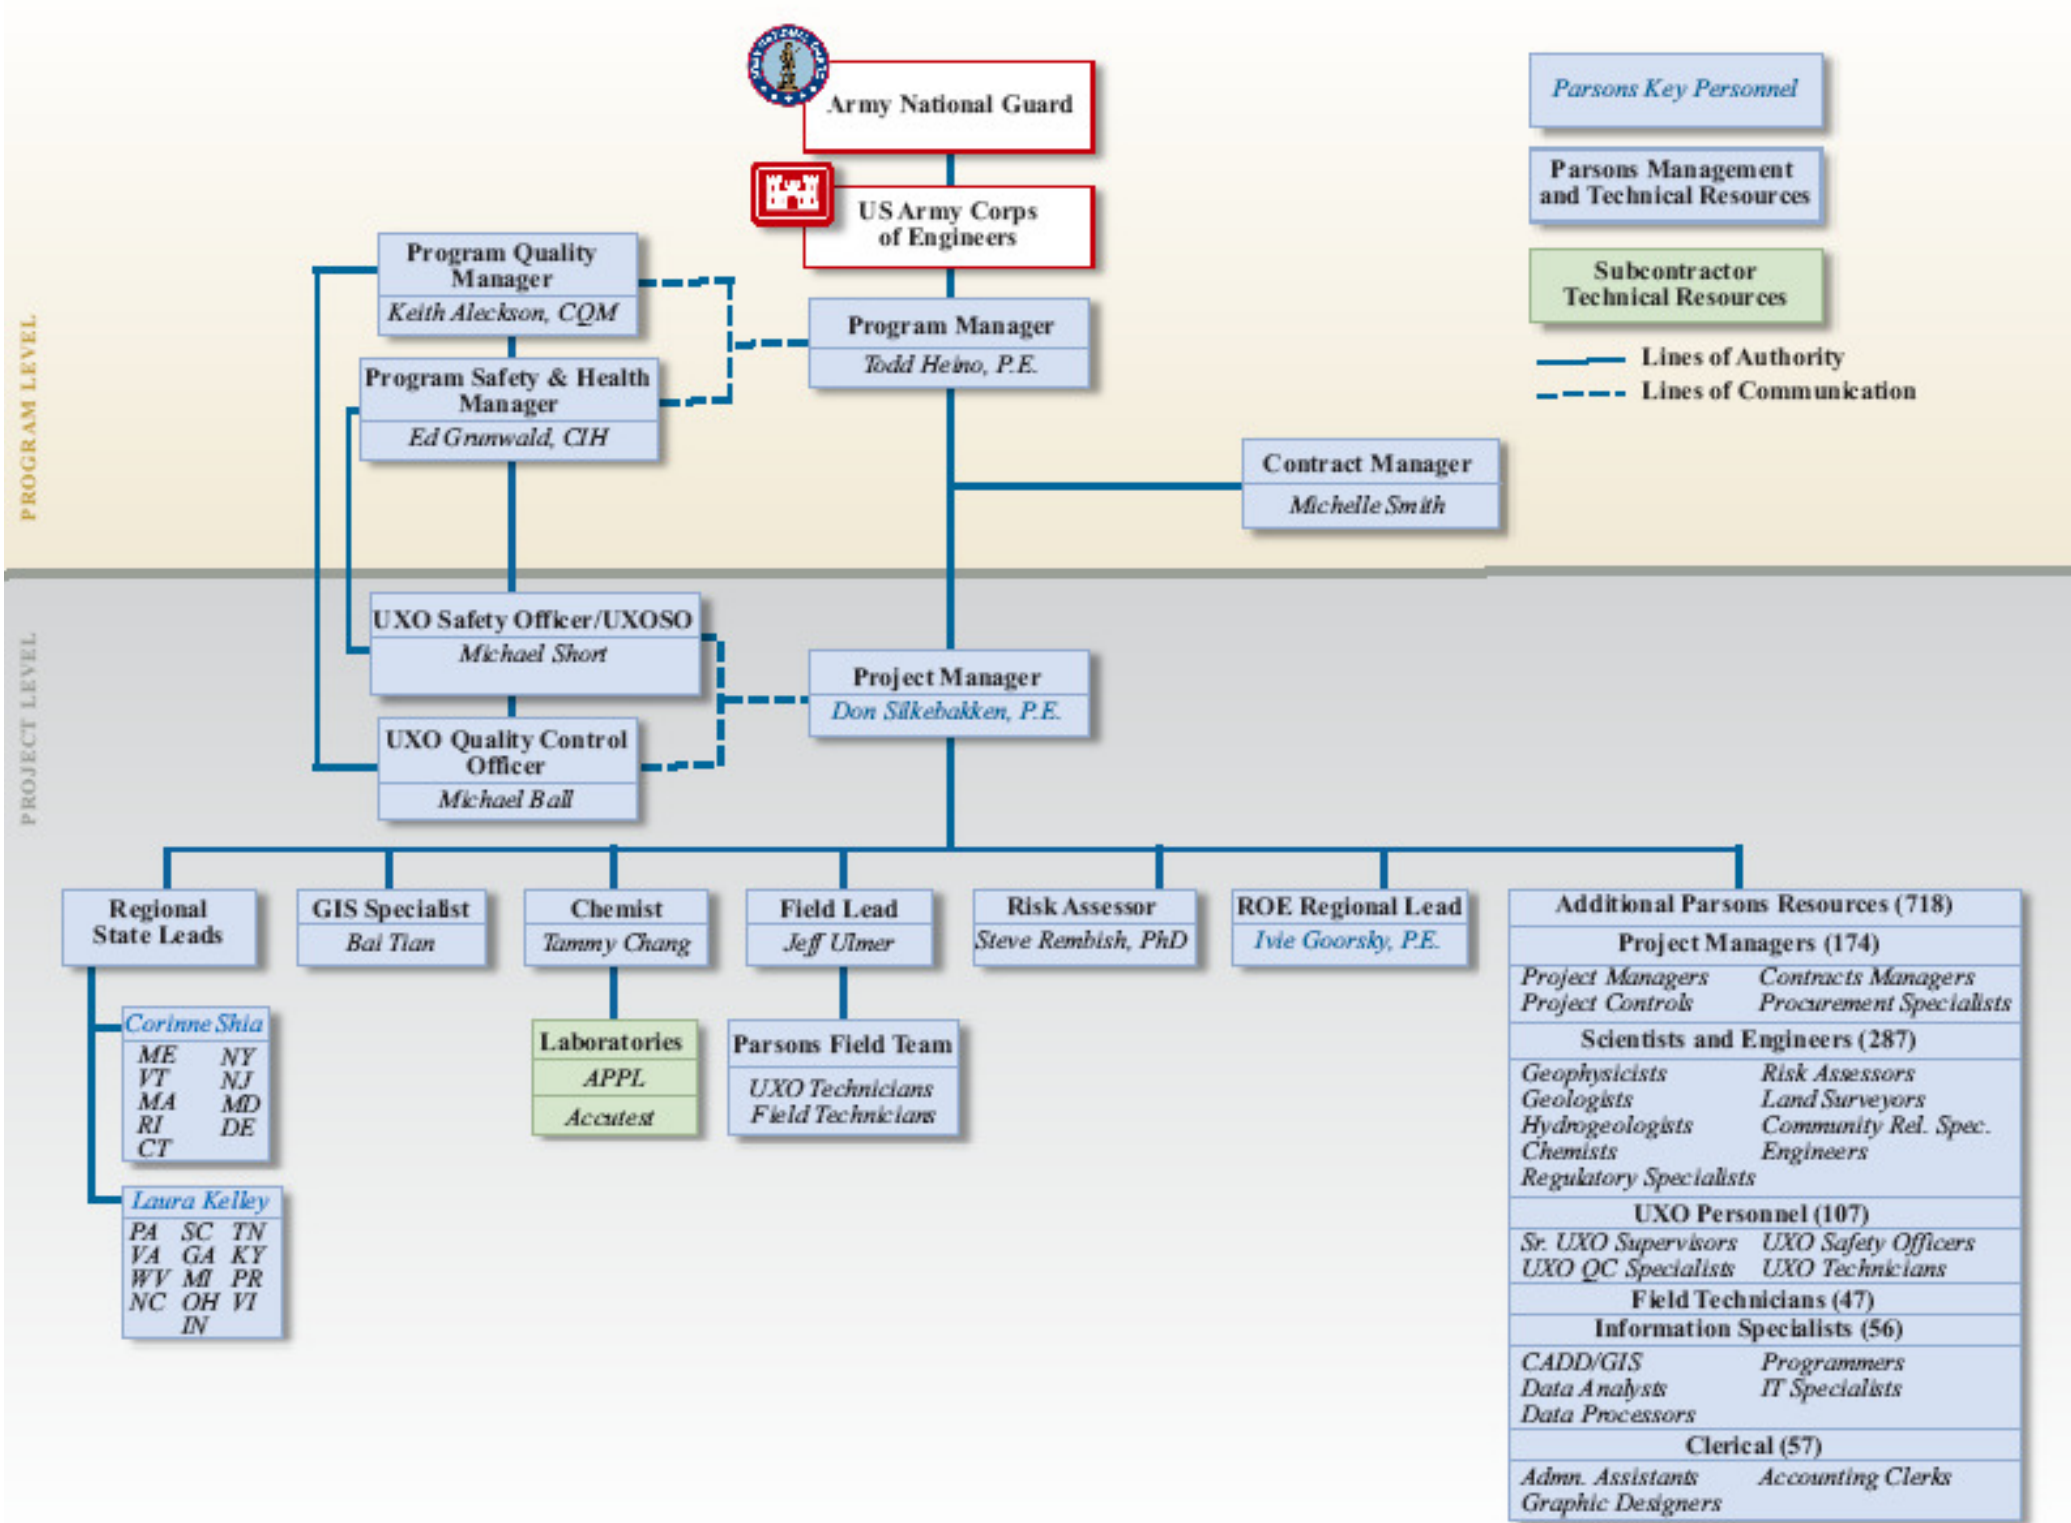 Army National Guard
US Army Corps
of Engineers
Parsons Key Personnel
Parsons Management
and Technical Resources
Subcontractor
Technical Resources
Lines of Authority
Lines of Communication
PROGRAM LEVEL
Program Quality
Manager
Keith Aleckson, CQM
Program Safety & Health
Manager
Ed Grunwald, CIH
Program Manager
Todd Heino, P.E.
Contract Manager
Michelle Smith
PROJECT LEVEL
UXO Safety Officer/UXOSO
Michael Short
UXO Quality Control
Officer
Michael Ball
Project Manager
Don Silkebakken, P.E.
Regional
State Leads
Corinne Shia
ME NY
VT NJ
MA MD
RI DE
CT
Laura Kelley
PA SC TN
VA GA KY
WV MI PR
NC OH VI
IN
GIS Specialist
Bai Tian
Chemist
Tammy Chang
Laboratories
APPL
Accutest
Field Lead
Jeff Ulmer
Parsons Field Team
UXO Technicians
Field Technicians
Risk Assessor
Steve Rembish, PhD
ROE Regional Lead
Ivie Goorsky, P.E.
Additional Parsons Resources (718)
Project Managers (174)
Project Managers Contracts Managers
Project Controls Procurement Specialists
Scientists and Engineers (287)
Geophysicists Risk Assessors
Geologists Land Surveyors
Hydrogeologists Community Rel. Spec.
Chemists Engineers
Regulatory Specialists
UXO Personnel (107)
Sr. UXO Supervisors UXO Safety Officers
UXO QC Specialists UXO Technicians
Field Technicians (47)
Information Specialists (56)
CADD/GIS Programmers
Data Analysts IT Specialists
Data Processors
Clerical (57)
Admn. Assistants Accounting Clerks
Graphic Designers